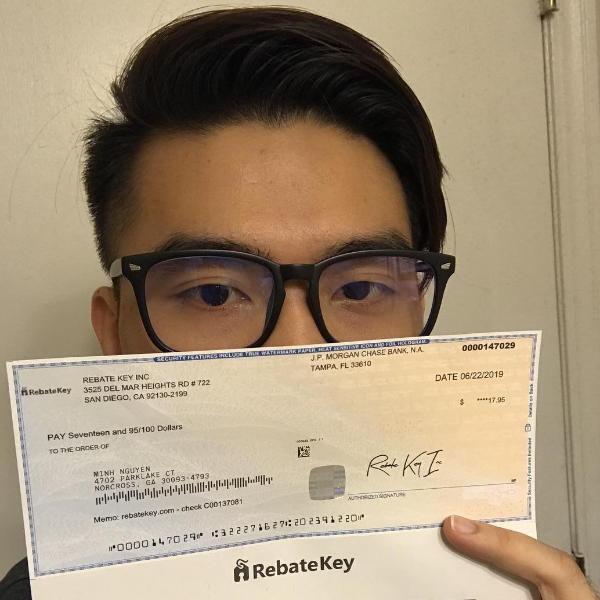 SECURITY FEATURES INCLUDE TRUE WATERMARK PAPER, HEAT SENSITIVE ICON AND FOIL HOLOGRAM.
RebateKey
REBATE KEY INC
3525 DEL MAR HEIGHTS RD # 722
SAN DIEGO, CA 92130-2199
J.P. MORGAN CHASE BANK, N.A.
TAMPA, FL 33610
0000147029
DATE 06/22/2019
$ ****17.95
PAY Seventeen and 95/100 Dollars
TO THE ORDER OF
MINH NGUYEN
4702 PARKLAKE CT
NORCROSS, GA 30093-4793
Rebate Key Inc
AUTHORIZED SIGNATURE
Memo: rebatekey.com - check C00137081
⑈0000147029⑈ ⑆322271627⑆202391220⑈
Security Features Included
Details on Back.
RebateKey